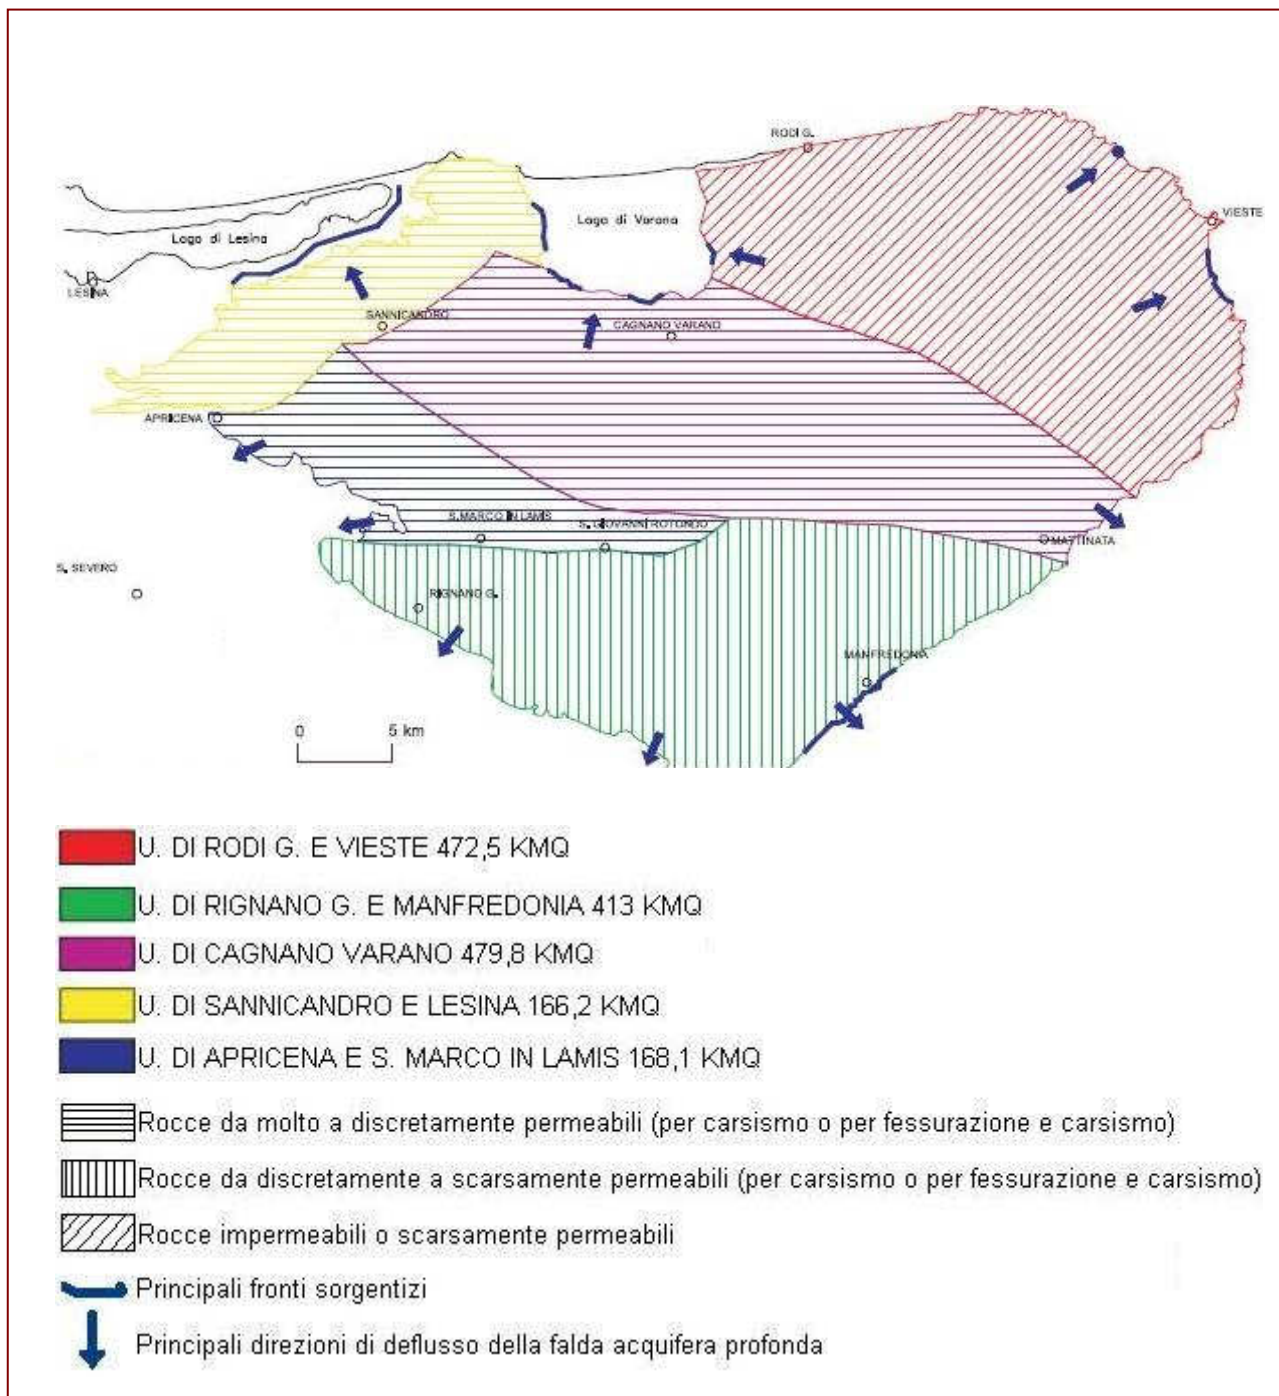 RODI G.
VIESTE
Lago di Varana
Lago di Lesina
LESINA
SANNICANDRO
CAGNANO VARANO
APRICENA
S.MARCO IN LAMIS
S. GIOVANNI ROTONDO
MATTINATA
S. SEVERO
RIGNANO G.
MANFREDONIA
0 5 km
U. DI RODI G. E VIESTE 472,5 KMQ
U. DI RIGNANO G. E MANFREDONIA 413 KMQ
U. DI CAGNANO VARANO 479,8 KMQ
U. DI SANNICANDRO E LESINA 166,2 KMQ
U. DI APRICENA E S. MARCO IN LAMIS 168,1 KMQ
Rocce da molto a discretamente permeabili (per carsismo o per fessurazione e carsismo)
Rocce da discretamente a scarsamente permeabili (per carsismo o per fessurazione e carsismo)
Rocce impermeabili o scarsamente permeabili
Principali fronti sorgentizi
Principali direzioni di deflusso della falda acquifera profonda